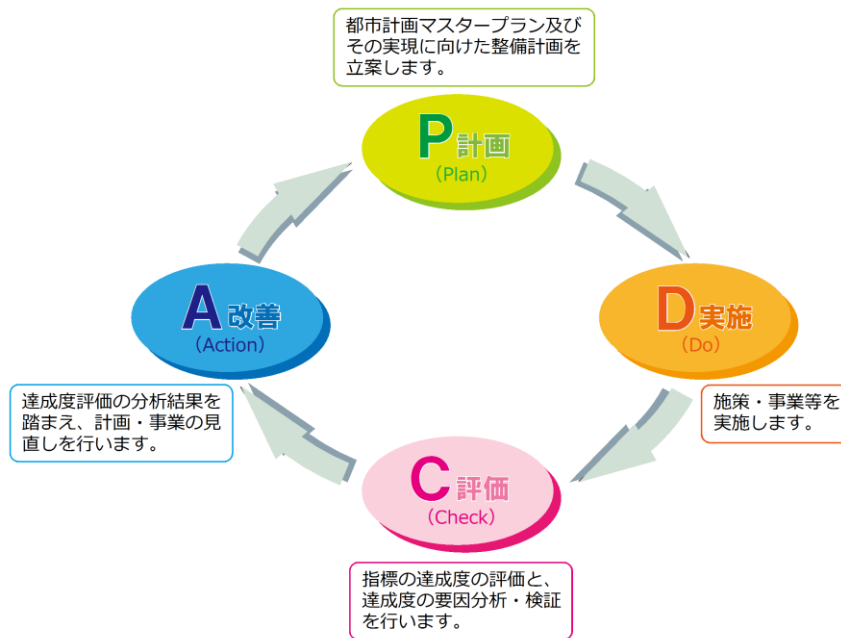 都市計画マスタープラン及び
その実現に向けた整備計画を
立案します。
P計画
(Plan)
D実施
(Do)
施策・事業等を
実施します。
C評価
(Check)
指標の達成度の評価と、
達成度の要因分析・検証
を行います。
A改善
(Action)
達成度評価の分析結果を
踏まえ、計画・事業の見
直しを行います。